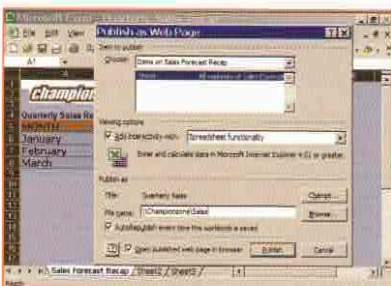 Microsoft Excel - Quarterly Sales
File Edit View
Publish as Web Page
Item to publish
Choose: Items on Sales Forecast Recap
Sheet All contents of Sales Forecast
A1
Champion
Viewing options
Quarterly Sales Re
Add interactivity with: Spreadsheet functionality
MONTH
January
Enter and calculate data in Microsoft Internet Explorer 4.01 or greater.
February
March
Publish as
Title: Quarterly Sales
Change...
File name:
Browse...
AutoRepublish every time this workbook is saved
Open published web page in browser
Publish
Cancel
Sales Forecast Recap / Sheet2 / Sheet3 /
Ready